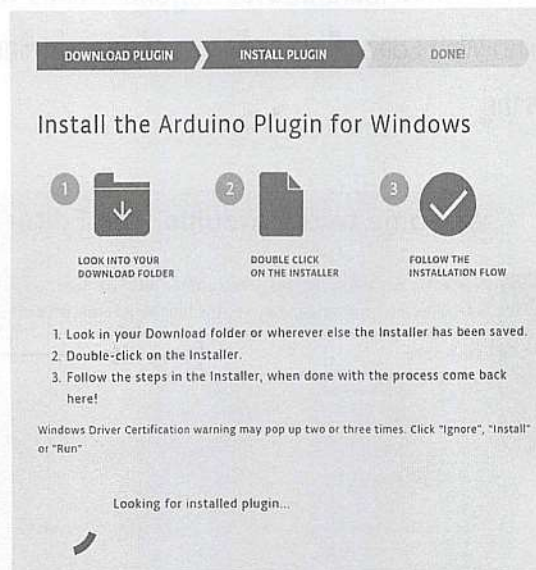 DOWNLOAD PLUGIN
INSTALL PLUGIN
DONE!
Install the Arduino Plugin for Windows
1
2
3
LOOK INTO YOUR
DOWNLOAD FOLDER
DOUBLE CLICK
ON THE INSTALLER
FOLLOW THE
INSTALLATION FLOW
1. Look in your Download folder or wherever else the Installer has been saved.
2. Double-click on the Installer.
3. Follow the steps in the Installer, when done with the process come back
here!
Windows Driver Certification warning may pop up two or three times. Click "Ignore", "Install"
or "Run"
Looking for installed plugin...